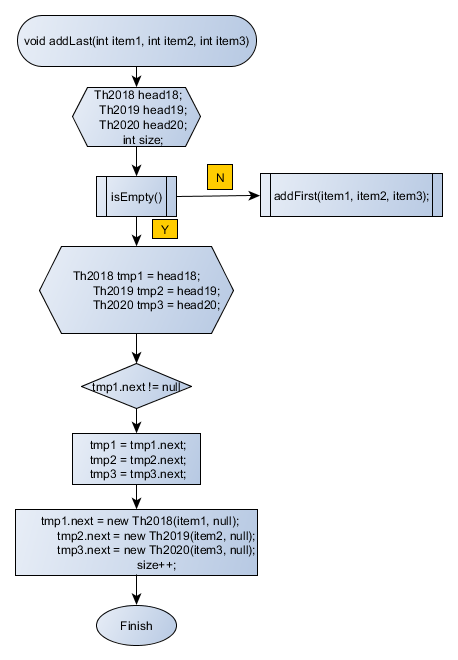 void addLast(int item1, int item2, int item3)
Th2018 head18;
Th2019 head19;
Th2020 head20;
int size;
N
isEmpty()
addFirst(item1, item2, item3);
Y
Th2018 tmp1 = head18;
Th2019 tmp2 = head19;
Th2020 tmp3 = head20;
tmp1.next != null
tmp1 = tmp1.next;
tmp2 = tmp2.next;
tmp3 = tmp3.next;
tmp1.next = new Th2018(item1, null);
tmp2.next = new Th2019(item2, null);
tmp3.next = new Th2020(item3, null);
size++;
Finish